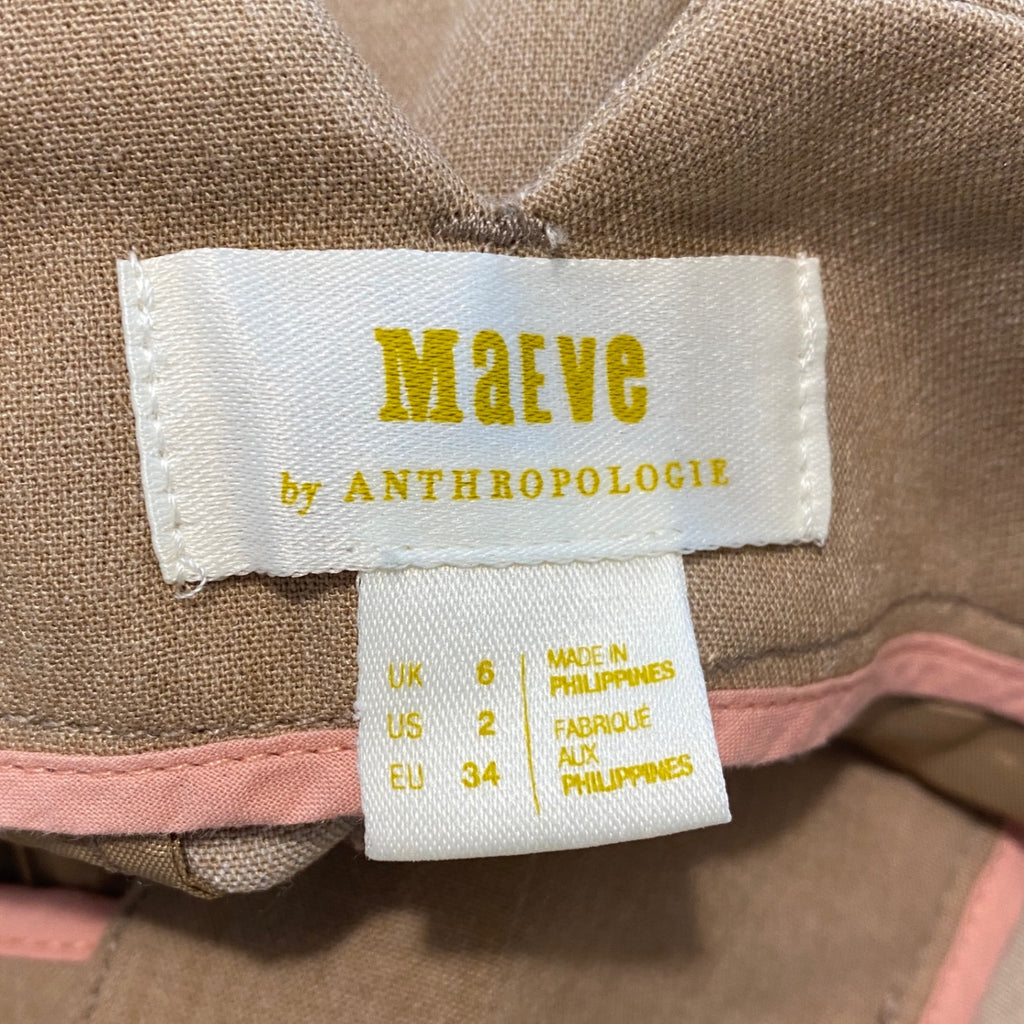 MaEVe
by ANTHROPOLOGIE
UK 6
US 2
EU 34
MADE IN
PHILIPPINES
FABRIQUÉ
AUX
PHILIPPINES